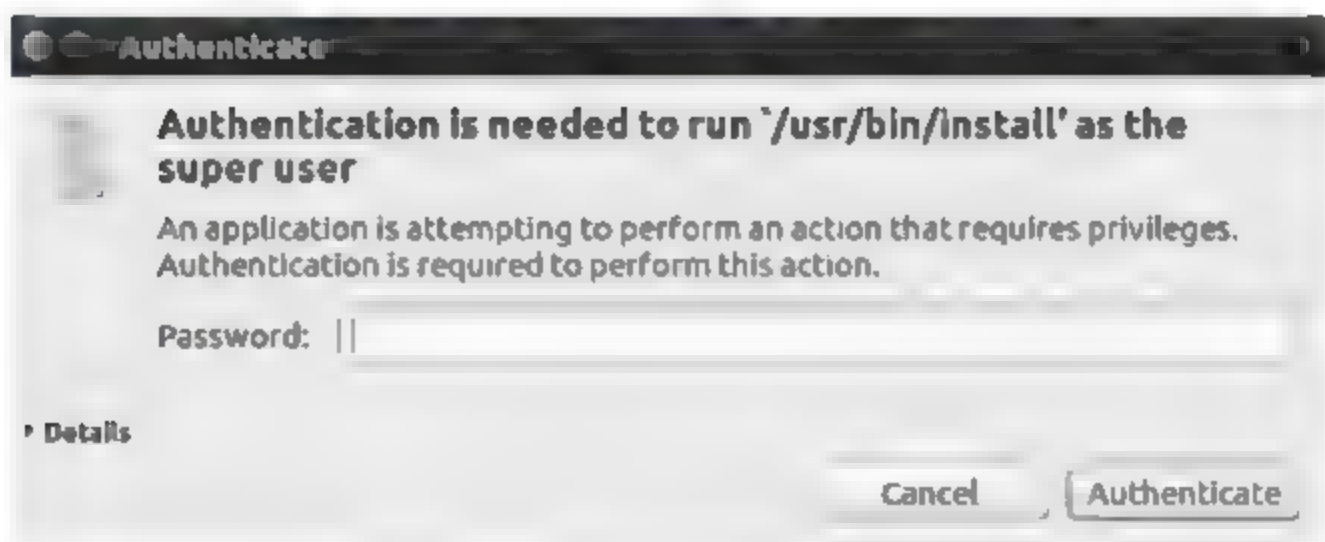 Authenticate
Authentication is needed to run `/usr/bin/install' as the
super user
An application is attempting to perform an action that requires privileges.
Authentication is required to perform this action.
Password:
Details
Cancel
Authenticate